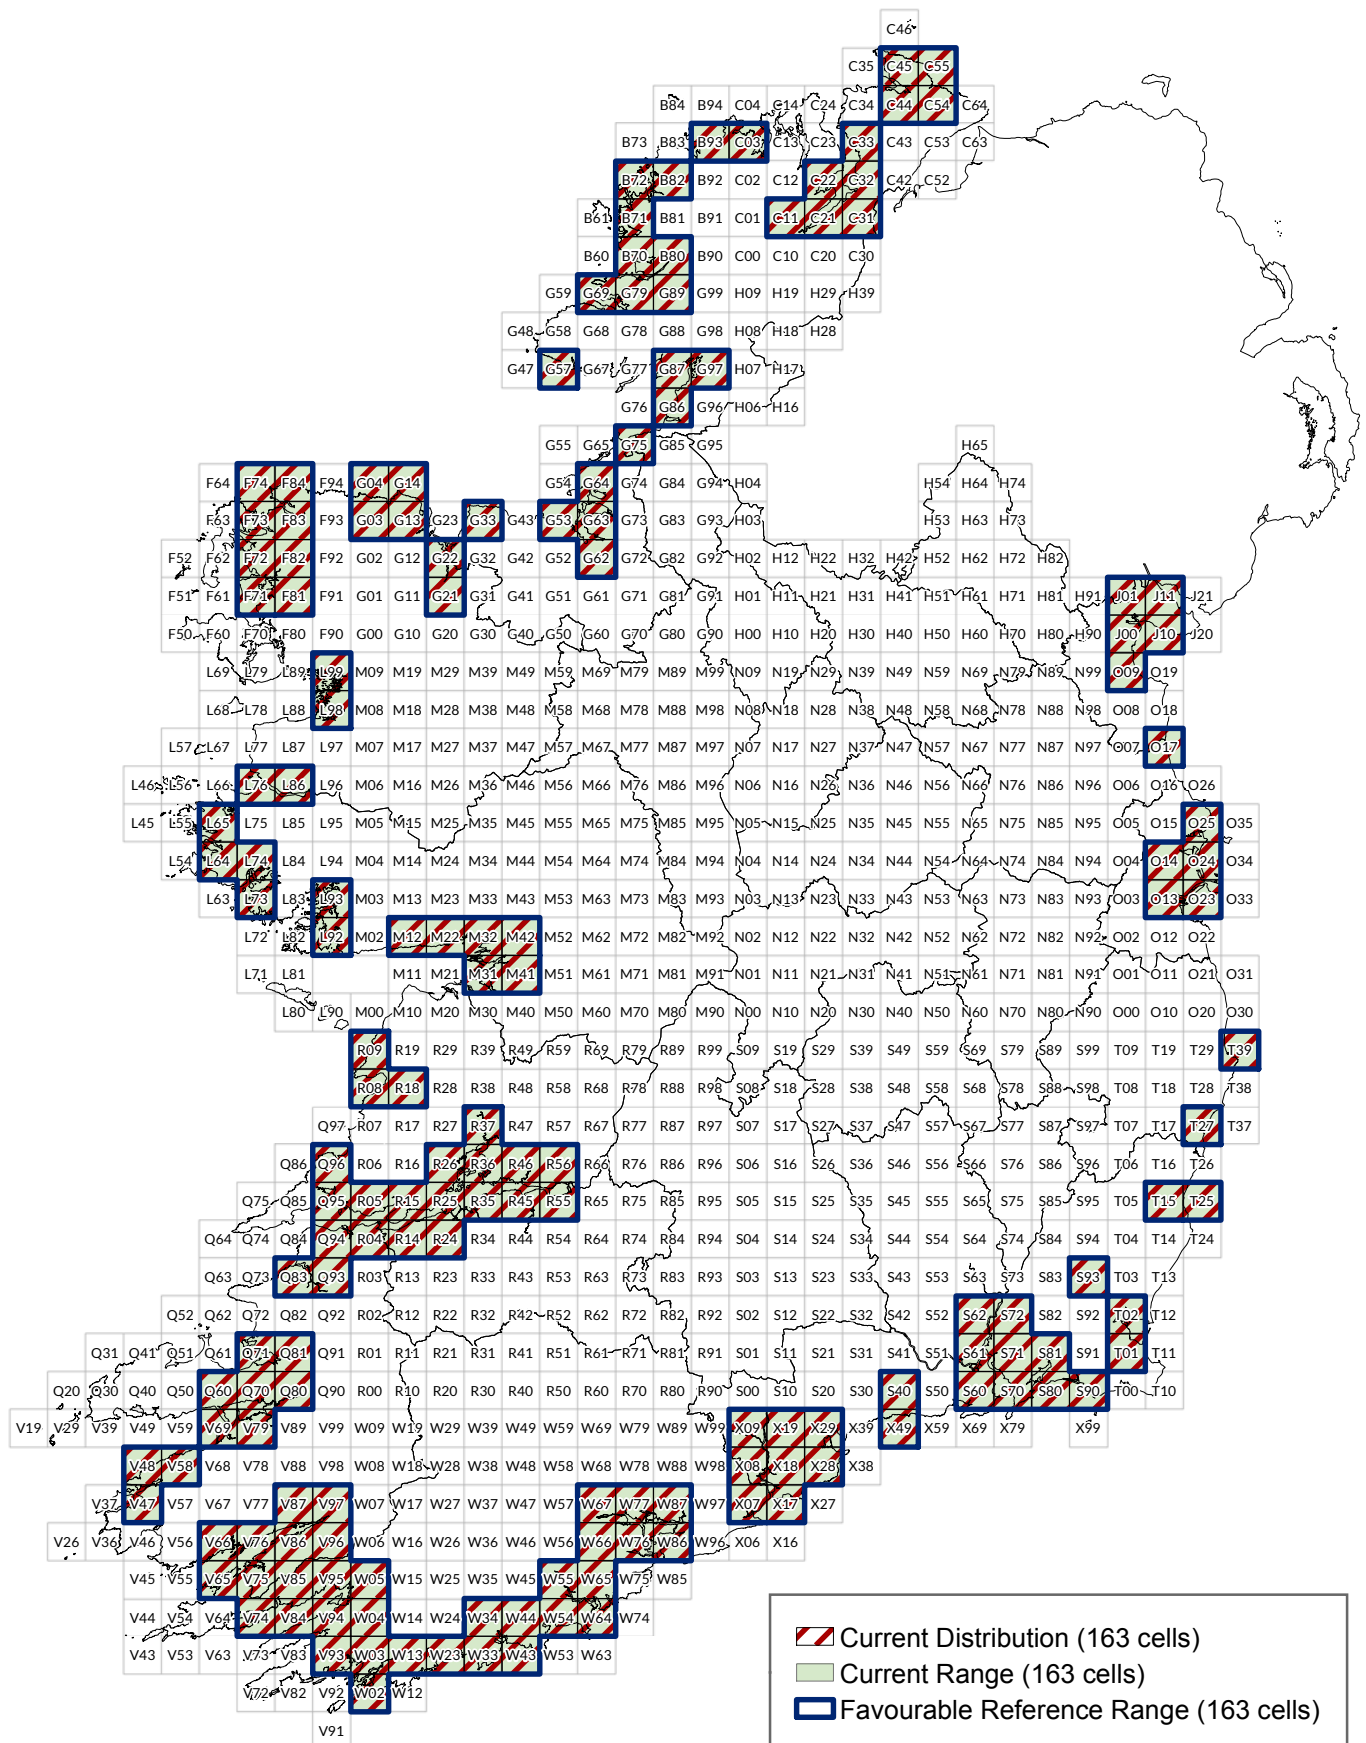 C46
C35 C45 C55
B84 B94 C04 C14 C24 C34 C44 C54 C64
B73 B83 B93 C03 C13 C23 C33 C43 C53 C63
B72 B82 B92 C02 C12 C22 C32 C42 C52
B61 B71 B81 B91 C01 C11 C21 C31
B60 B70 B80 B90 C00 C10 C20 C30
G59 G69 G79 G89 G99 H09 H19 H29 H39
G48 G58 G68 G78 G88 G98 H08 H18 H28
G47 G57 G67 G77 G87 G97 H07 H17
G76 G86 G96 H06 H16
G55 G65 G75 G85 G95 H65
F64 F74 F84 F94 G04 G14 G54 G64 G74 G84 G94 H04 H54 H64 H74
F63 F73 F83 F93 G03 G13 G23 G33 G43 G53 G63 G73 G83 G93 H03 H53 H63 H73
F52 F62 F72 F82 F92 G02 G12 G22 G32 G42 G52 G62 G72 G82 G92 H02 H12 H22 H32 H42 H52 H62 H72 H82
F51 F61 F71 F81 F91 G01 G11 G21 G31 G41 G51 G61 G71 G81 G91 H01 H11 H21 H31 H41 H51 H61 H71 H81 H91 J01 J11 J21
F50 F60 F70 F80 F90 G00 G10 G20 G30 G40 G50 G60 G70 G80 G90 H00 H10 H20 H30 H40 H50 H60 H70 H80 H90 J00 J10 J20
L69 L79 L89 L99 M09 M19 M29 M39 M49 M59 M69 M79 M89 M99 N09 N19 N29 N39 N49 N59 N69 N79 N89 N99 O09 O19
L68 L78 L88 L98 M08 M18 M28 M38 M48 M58 M68 M78 M88 M98 N08 N18 N28 N38 N48 N58 N68 N78 N88 N98 O08 O18
L57 L67 L77 L87 L97 M07 M17 M27 M37 M47 M57 M67 M77 M87 M97 N07 N17 N27 N37 N47 N57 N67 N77 N87 N97 O07 O17
L46 L56 L66 L76 L86 L96 M06 M16 M26 M36 M46 M56 M66 M76 M86 M96 N06 N16 N26 N36 N46 N56 N66 N76 N86 N96 O06 O16 O26
L45 L55 L65 L75 L85 L95 M05 M15 M25 M35 M45 M55 M65 M75 M85 M95 N05 N15 N25 N35 N45 N55 N65 N75 N85 N95 O05 O15 O25 O35
L54 L64 L74 L84 L94 M04 M14 M24 M34 M44 M54 M64 M74 M84 M94 N04 N14 N24 N34 N44 N54 N64 N74 N84 N94 O04 O14 O24 O34
L63 L73 L83 L93 M03 M13 M23 M33 M43 M53 M63 M73 M83 M93 N03 N13 N23 N33 N43 N53 N63 N73 N83 N93 O03 O13 O23 O33
L72 L82 L92 M02 M12 M22 M32 M42 M52 M62 M72 M82 M92 N02 N12 N22 N32 N42 N52 N62 N72 N82 N92 O02 O12 O22
L71 L81 M11 M21 M31 M41 M51 M61 M71 M81 M91 N01 N11 N21 N31 N41 N51 N61 N71 N81 N91 O01 O11 O21 O31
L80 L90 M00 M10 M20 M30 M40 M50 M60 M70 M80 M90 N00 N10 N20 N30 N40 N50 N60 N70 N80 N90 O00 O10 O20 O30
R09 R19 R29 R39 R49 R59 R69 R79 R89 R99 S09 S19 S29 S39 S49 S59 S69 S79 S89 S99 T09 T19 T29 T39
R08 R18 R28 R38 R48 R58 R68 R78 R88 R98 S08 S18 S28 S38 S48 S58 S68 S78 S88 S98 T08 T18 T28 T38
Q97 R07 R17 R27 R37 R47 R57 R67 R77 R87 R97 S07 S17 S27 S37 S47 S57 S67 S77 S87 S97 T07 T17 T27 T37
Q86 Q96 R06 R16 R26 R36 R46 R56 R66 R76 R86 R96 S06 S16 S26 S36 S46 S56 S66 S76 S86 S96 T06 T16 T26
Q75 Q85 Q95 R05 R15 R25 R35 R45 R55 R65 R75 R85 R95 S05 S15 S25 S35 S45 S55 S65 S75 S85 S95 T05 T15 T25
Q64 Q74 Q84 Q94 R04 R14 R24 R34 R44 R54 R64 R74 R84 R94 S04 S14 S24 S34 S44 S54 S64 S74 S84 S94 T04 T14 T24
Q63 Q73 Q83 Q93 R03 R13 R23 R33 R43 R53 R63 R73 R83 R93 S03 S13 S23 S33 S43 S53 S63 S73 S83 S93 T03 T13
Q52 Q62 Q72 Q82 Q92 R02 R12 R22 R32 R42 R52 R62 R72 R82 R92 S02 S12 S22 S32 S42 S52 S62 S72 S82 S92 T02 T12
Q31 Q41 Q51 Q61 Q71 Q81 Q91 R01 R11 R21 R31 R41 R51 R61 R71 R81 R91 S01 S11 S21 S31 S41 S51 S61 S71 S81 S91 T01 T11
Q20 Q30 Q40 Q50 Q60 Q70 Q80 Q90 R00 R10 R20 R30 R40 R50 R60 R70 R80 R90 S00 S10 S20 S30 S40 S50 S60 S70 S80 S90 T00 T10
V19 V29 V39 V49 V59 V69 V79 V89 V99 W09 W19 W29 W39 W49 W59 W69 W79 W89 W99 X09 X19 X29 X39 X49 X59 X69 X79 X99
V48 V58 V68 V78 V88 V98 W08 W18 W28 W38 W48 W58 W68 W78 W88 W98 X08 X18 X28 X38
V37 V47 V57 V67 V77 V87 V97 W07 W17 W27 W37 W47 W57 W67 W77 W87 W97 X07 X17 X27
V26 V36 V46 V56 V66 V76 V86 V96 W06 W16 W26 W36 W46 W56 W66 W76 W86 W96 X06 X16
V45 V55 V65 V75 V85 V95 W05 W15 W25 W35 W45 W55 W65 W75 W85
V44 V54 V64 V74 V84 V94 W04 W14 W24 W34 W44 W54 W64 W74
V43 V53 V63 V73 V83 V93 W03 W13 W23 W33 W43 W53 W63
V72 V82 V92 W02 W12
V91
Current Distribution (163 cells)
Current Range (163 cells)
Favourable Reference Range (163 cells)